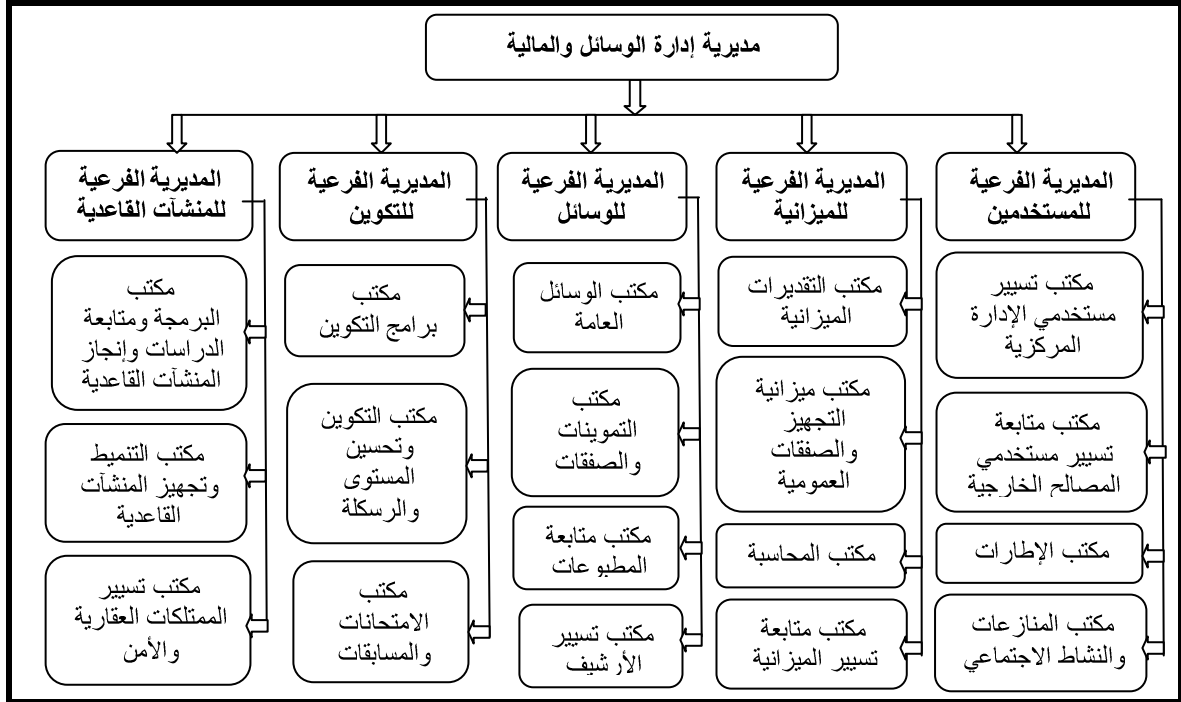 مديرية إدارة الوسائل والمالية
المديرية الفرعية
للمستخدمين
مكتب تسيير
مستخدمي الإدارة
المركزية
مكتب متابعة
تسيير مستخدمي
المصالح الخارجية
مكتب الإطارات
مكتب المنازعات
والنشاط الاجتماعي
المديرية الفرعية
للميزانية
مكتب التقديرات
الميزانية
مكتب ميزانية
التجهيز
والصفقات
العمومية
مكتب المحاسبة
مكتب متابعة
تسيير الميزانية
المديرية الفرعية
للوسائل
مكتب الوسائل
العامة
مكتب
التموينات
والصفقات
مكتب متابعة
المطبوعات
مكتب تسيير
الأرشيف
المديرية الفرعية
للتكوين
مكتب
برامج التكوين
مكتب التكوين
وتحسين
المستوى
والرسكلة
مكتب
الامتحانات
والمسابقات
المديرية الفرعية
للمنشآت القاعدية
مكتب
البرمجة ومتابعة
الدراسات وإنجاز
المنشآت القاعدية
مكتب التنميط
وتجهيز المنشآت
القاعدية
مكتب تسيير
الممتلكات العقارية
والأمن